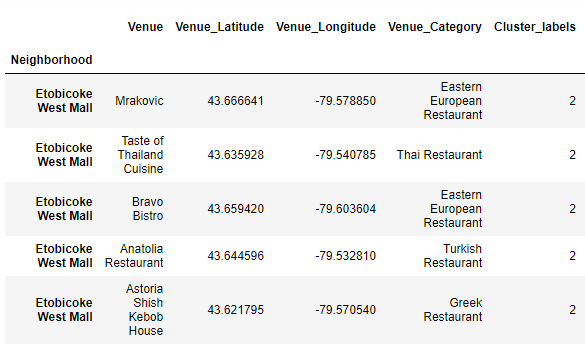 Venue Venue_Latitude Venue_Longitude Venue_Category Cluster_labels
Neighborhood
Etobicoke West Mall Mrakovic 43.666641 -79.578850 Eastern European Restaurant 2
Etobicoke West Mall Taste of Thailand Cuisine 43.635928 -79.540785 Thai Restaurant 2
Etobicoke West Mall Bravo Bistro 43.659420 -79.603604 Eastern European Restaurant 2
Etobicoke West Mall Anatolia Restaurant 43.644596 -79.532810 Turkish Restaurant 2
Etobicoke West Mall Astoria Shish Kebob House 43.621795 -79.570540 Greek Restaurant 2